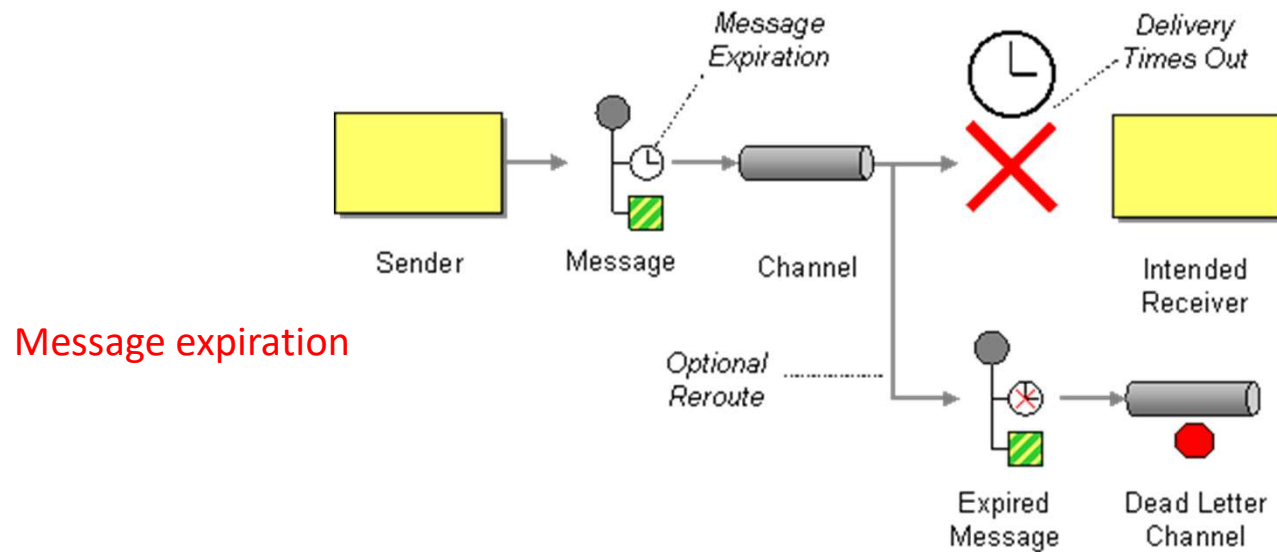 Message
Expiration
Delivery
Times Out
Sender
Message
Channel
Intended
Receiver
Message expiration
Optional
Reroute
Expired
Message
Dead Letter
Channel